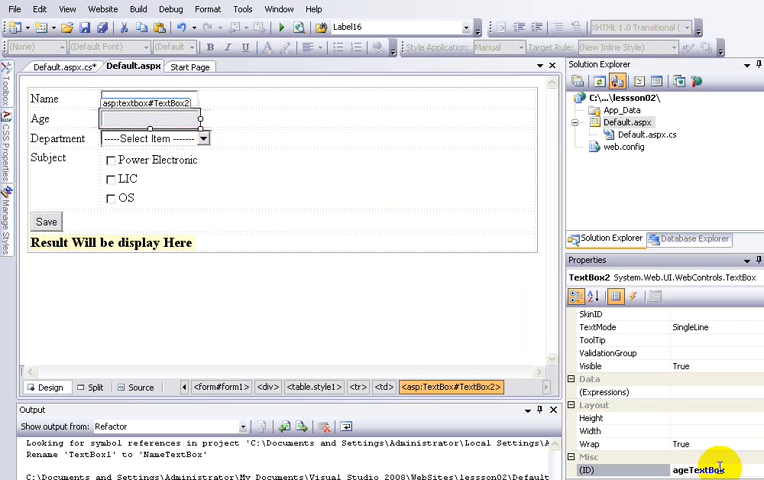 File Edit View Website Build Debug Format Tools Window Help
Label16
XHTML 1.0 Transitional (
(None) (Default Font) (Default Style Application: Manual Target Rule: (New Inline Style)
Default.aspx.cs* Default.aspx Start Page
Toolbox
CSS Properties
Manage Styles
Name
asp:textbox#TextBox2
Age
Department -----Select Item -------
Subject Power Electronic
LIC
OS
Save
Result Will be display Here
Design Split Source <form#form1> <div> <table.style1> <tr> <td> <asp:TextBox#TextBox2>
Output
Show output from: Refactor
Looking for symbol references in project 'C:\Documents and Settings\Administrator\Local Settings\A
Rename 'TextBox1' to 'NameTextBox'
C:\Documents and Settings\Administrator\My Documents\Visual Studio 2008\WebSites\lessson02\Default
Solution Explorer
C:\...\lessson02\
App_Data
Default.aspx
Default.aspx.cs
web.config
Solution Explorer Database Explorer
Properties
TextBox2 System.Web.UI.WebControls.TextBox
SkinID
TextMode SingleLine
ToolTip
ValidationGroup
Visible True
Data
(Expressions)
Layout
Height
Width
Wrap True
Misc
(ID) ageTextBox